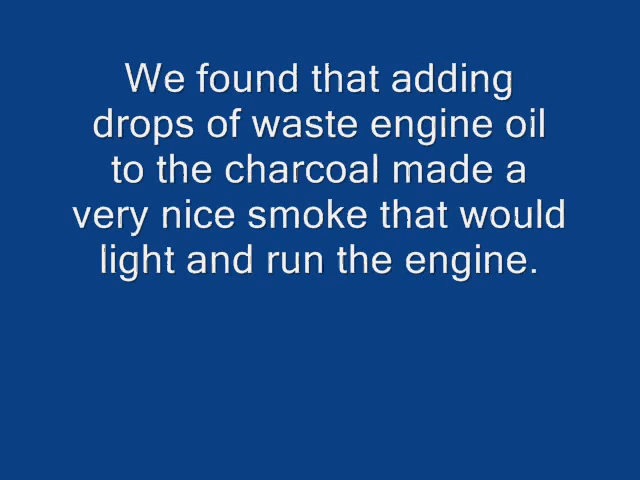 We found that adding
drops of waste engine oil
to the charcoal made a
very nice smoke that would
light and run the engine.